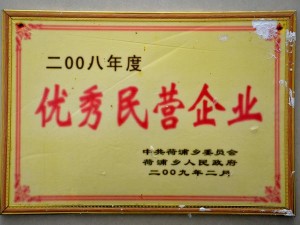 二00八年度
优秀民营企业
中共荷浦乡委员会
荷浦乡人民政府
二00九年二月